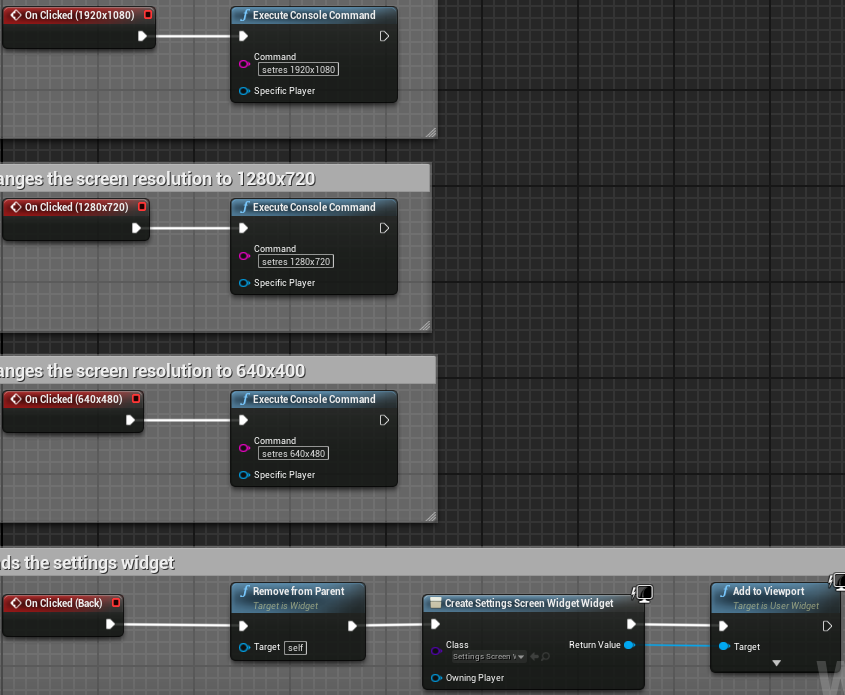 On Clicked (1920x1080)
Execute Console Command
Command
setres 1920x1080
Specific Player
anges the screen resolution to 1280x720
On Clicked (1280x720)
Execute Console Command
Command
setres 1280x720
Specific Player
anges the screen resolution to 640x400
On Clicked (640x480)
Execute Console Command
Command
setres 640x480
Specific Player
ds the settings widget
On Clicked (Back)
Remove from Parent
Target is Widget
Target self
Create Settings Screen Widget Widget
Class
Settings Screen
Return Value
Owning Player
Add to Viewport
Target is User Widget
Target